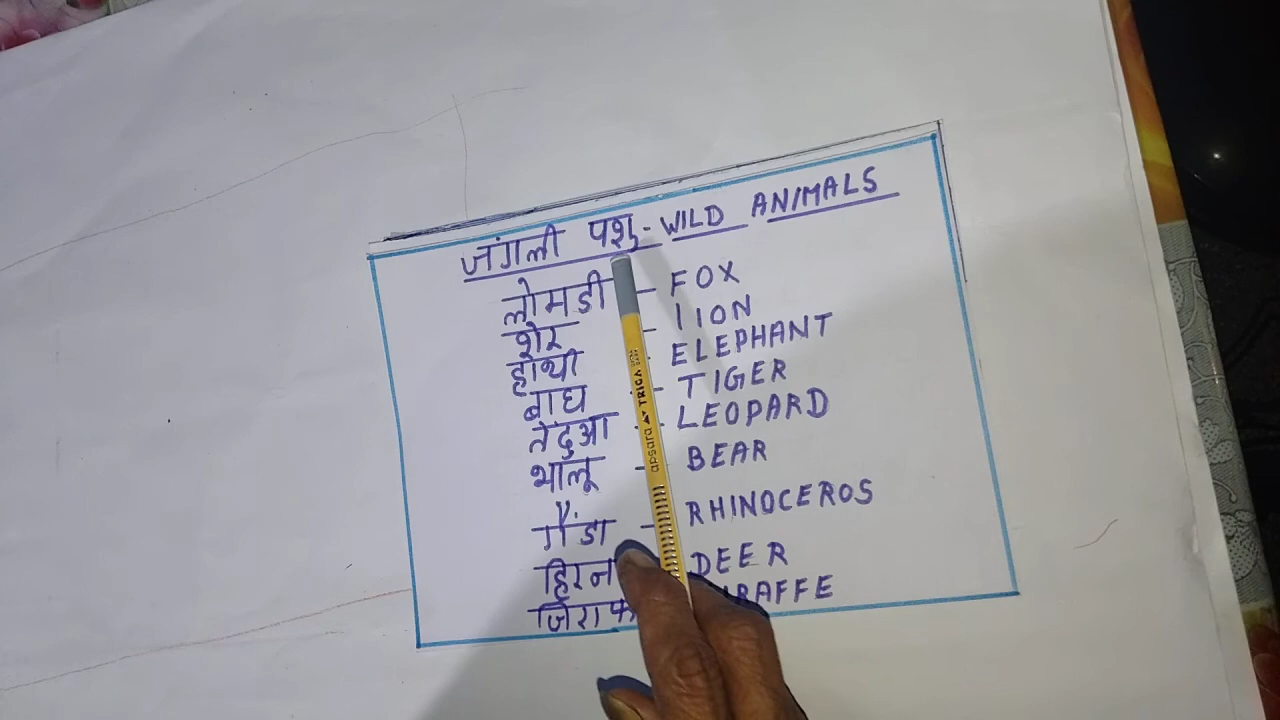 जंगली पशु - WILD ANIMALS
लोमडी - FOX
शेर - lION
हाथी - ELEPHANT
बाघ - TIGER
तेंदुआ - LEOPARD
भालू - BEAR
गैंडा - RHINOCEROS
हिरन DEER
apsara TRICA